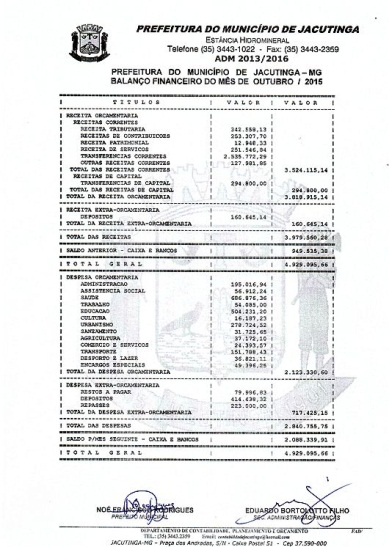 PREFEITURA DO MUNICÍPIO DE JACUTINGA
ESTÂNCIA HIDROMINERAL
Telefone (35) 3443-1022 - Fax: (35) 3443-2359
ADM 2013/2016
PREFEITURA DO MUNICÍPIO DE JACUTINGA – MG
BALANÇO FINANCEIRO DO MÊS DE OUTUBRO / 2015
T I T U L O S | V A L O R | V A L O R
RECEITA ORCAMENTARIA
RECEITAS CORRENTES
RECEITA TRIBUTARIA 342.558,13
RECEITAS DE CONTRIBUICOES 253.307,70
RECEITA PATRIMONIAL 12.948,33
RECEITA DE SERVICOS 251.546,84
TRANSFERENCIAS CORRENTES 2.535.772,29
OUTRAS RECEITAS CORRENTES 127.981,85
TOTAL DAS RECEITAS CORRENTES 3.524.115,14
RECEITAS DE CAPITAL
TRANSFERENCIAS DE CAPITAL 294.800,00
TOTAL DAS RECEITAS DE CAPITAL 294.800,00
TOTAL DA RECEITA ORCAMENTARIA 3.818.915,14
RECEITA EXTRA-ORCAMENTARIA
DEPOSITOS 160.645,14
TOTAL DA RECEITA EXTRA-ORCAMENTARIA 160.645,14
TOTAL DAS RECEITAS 3.979.560,28
SALDO ANTERIOR - CAIXA E BANCOS 949.535,38
T O T A L G E R A L 4.929.095,66
DESPESA ORCAMENTARIA
ADMINISTRACAO 195.016,94
ASSISTENCIA SOCIAL 56.912,24
SAUDE 686.876,36
TRABALHO 54.085,00
EDUCACAO 504.231,20
CULTURA 16.187,23
URBANISMO 278.724,52
SANEAMENTO 31.725,65
AGRICULTURA 37.172,10
COMERCIO E SERVICOS 24.393,57
TRANSPORTE 151.788,43
DESPORTO E LAZER 36.821,11
ENCARGOS ESPECIAIS 49.396,05
TOTAL DA DESPESA ORCAMENTARIA 2.123.330,60
DESPESA EXTRA-ORCAMENTARIA
RESTOS A PAGAR 79.996,83
DEPOSITOS 414.438,32
REPASSES 223.000,00
TOTAL DA DESPESA EXTRA-ORCAMENTARIA 717.425,15
TOTAL DAS DESPESAS 2.840.755,75
SALDO P/MES SEGUINTE - CAIXA E BANCOS 2.088.339,91
T O T A L G E R A L 4.929.095,66
NOÉ RODRIGUES EDUARDO BORTOLOTTO FILHO
PREFEITO MUNICIPAL SEC. ADMINISTRAÇÃO FINANÇAS
DEPARTAMENTO DE CONTABILIDADE, PLANEJAMENTO E ORÇAMENTO
TEL.: (35) 3443.2359
JACUTINGA-MG - Praça dos Andradas, S/N - Caixa Postal 51 - Cep 37.590-000